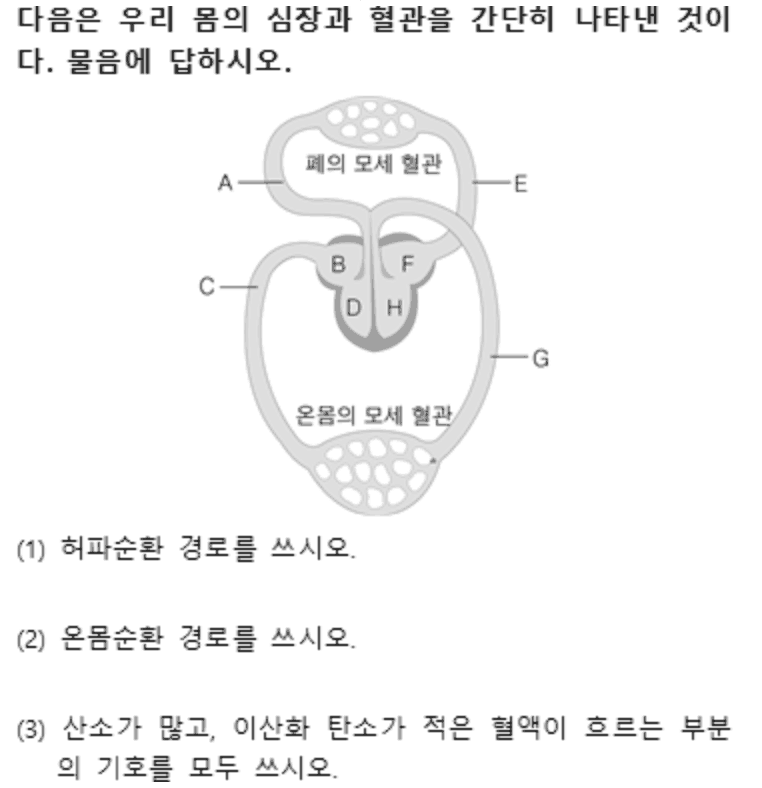 다음은 우리 몸의 심장과 혈관을 간단히 나타낸 것이
다. 물음에 답하시오.
폐의 모세 혈관
A
E
B
F
C
D
H
G
온몸의 모세 혈관
(1) 허파순환 경로를 쓰시오.
(2) 온몸순환 경로를 쓰시오.
(3) 산소가 많고, 이산화 탄소가 적은 혈액이 흐르는 부분
의 기호를 모두 쓰시오.